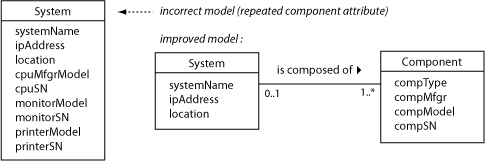 System
systemName
ipAddress
location
cpuMfgrModel
cpuSN
monitorModel
monitorSN
printerModel
printerSN
incorrect model (repeated component attribute)
improved model :
System
systemName
ipAddress
location
is composed of
0..1
1..*
Component
compType
compMfgr
compModel
compSN